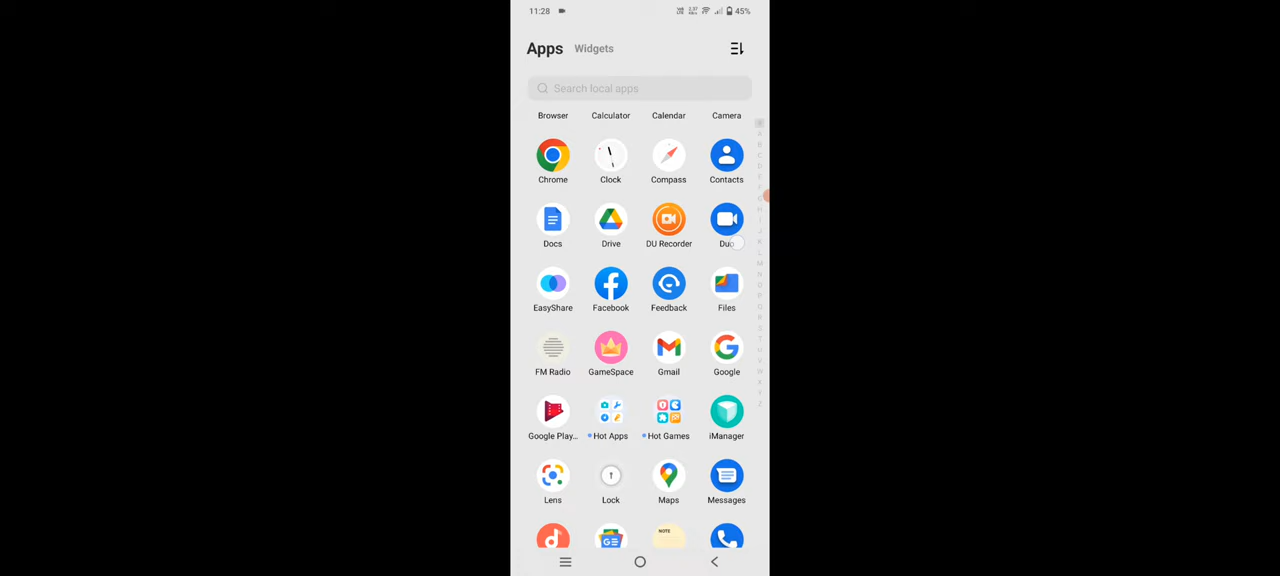 11:28 45%
Apps Widgets
Search local apps
Browser Calculator Calendar Camera
Chrome Clock Compass Contacts
Docs Drive DU Recorder Duo
EasyShare Facebook Feedback Files
FM Radio GameSpace Gmail Google
Google Play... Hot Apps Hot Games iManager
Lens Lock Maps Messages
NOTE